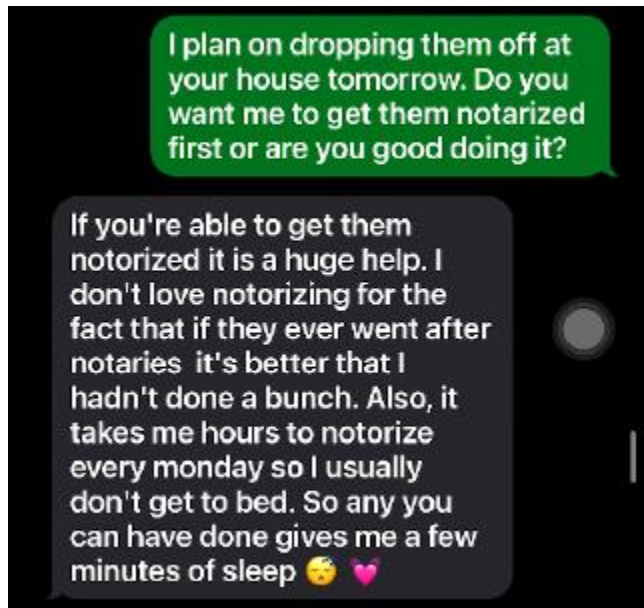 I plan on dropping them off at
your house tomorrow. Do you
want me to get them notarized
first or are you good doing it?
If you're able to get them
notorized it is a huge help. I
don't love notorizing for the
fact that if they ever went after
notaries  it's better that I
hadn't done a bunch. Also, it
takes me hours to notorize
every monday so I usually
don't get to bed. So any you
can have done gives me a few
minutes of sleep 😴 💓